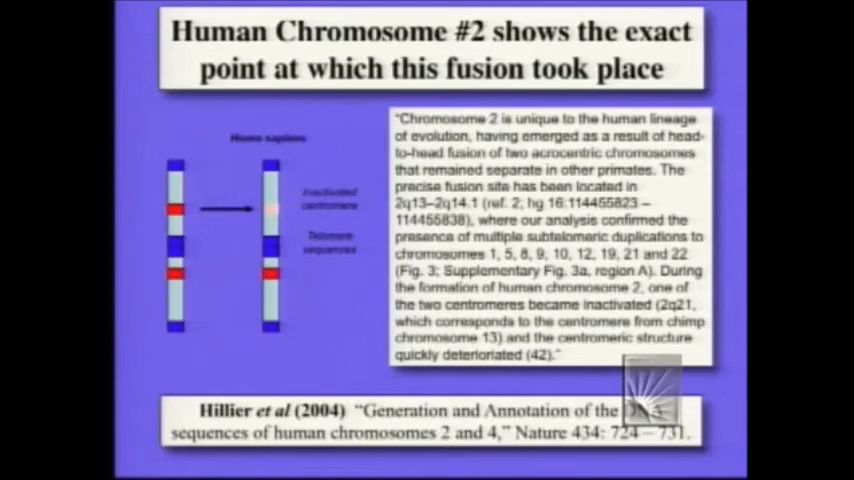 Human Chromosome #2 shows the exact
point at which this fusion took place
Homo sapiens
Inactivated
centromere
Telomere
sequences
"Chromosome 2 is unique to the human lineage
of evolution, having emerged as a result of head-
to-head fusion of two acrocentric chromosomes
that remained separate in other primates. The
precise fusion site has been located in
2q13–2q14.1 (ref. 2; hg 16:114455823 –
114455838), where our analysis confirmed the
presence of multiple subtelomeric duplications to
chromosomes 1, 5, 8, 9, 10, 12, 19, 21 and 22
(Fig. 3; Supplementary Fig. 3a, region A). During
the formation of human chromosome 2, one of
the two centromeres became inactivated (2q21,
which corresponds to the centromere from chimp
chromosome 13) and the centromeric structure
quickly deterioriated (42)."
Hillier et al (2004) "Generation and Annotation of the DNA
sequences of human chromosomes 2 and 4," Nature 434: 724 – 731.